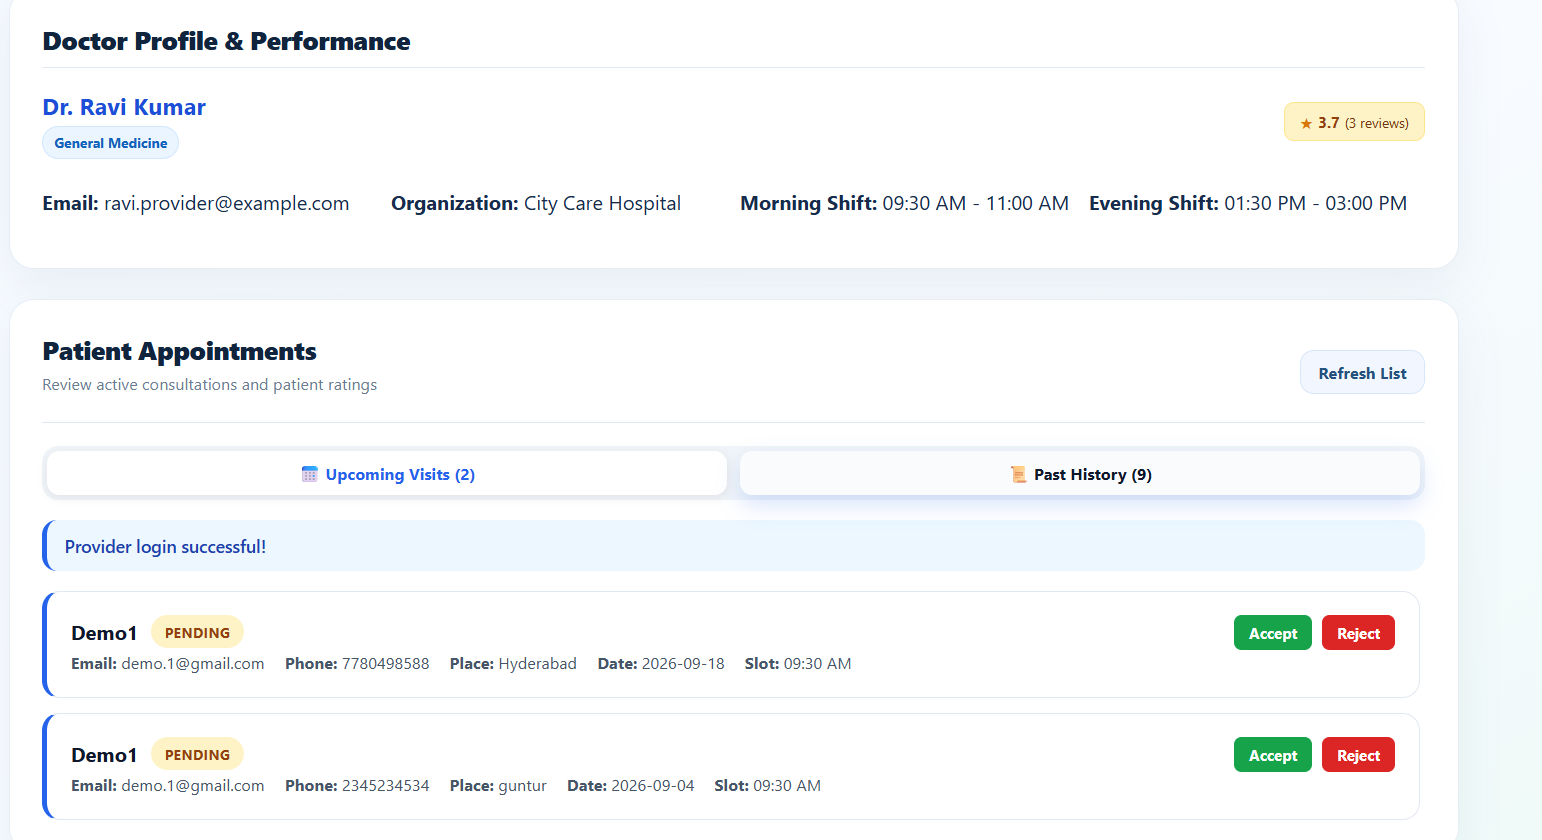 Doctor Profile & Performance
Dr. Ravi Kumar
General Medicine
★ 3.7 (3 reviews)
Email: ravi.provider@example.com Organization: City Care Hospital Morning Shift: 09:30 AM - 11:00 AM Evening Shift: 01:30 PM - 03:00 PM
Patient Appointments
Review active consultations and patient ratings
Refresh List
Upcoming Visits (2) Past History (9)
Provider login successful!
Demo1 PENDING Accept Reject
Email: demo.1@gmail.com Phone: 7780498588 Place: Hyderabad Date: 2026-09-18 Slot: 09:30 AM
Demo1 PENDING Accept Reject
Email: demo.1@gmail.com Phone: 2345234534 Place: guntur Date: 2026-09-04 Slot: 09:30 AM